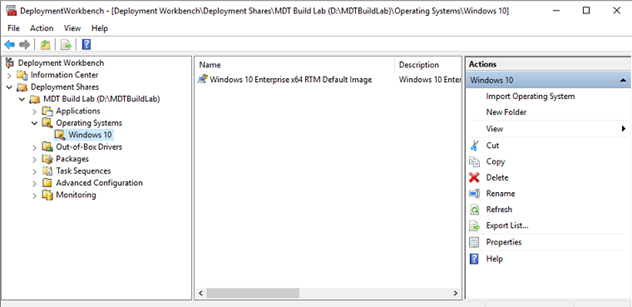 DeploymentWorkbench - [Deployment Workbench\Deployment Shares\MDT Build Lab (D:\MDTBuildLab)\Operating Systems\Windows 10]
File Action View Help
Deployment Workbench
Information Center
Deployment Shares
MDT Build Lab (D:\MDTBuildLab)
Applications
Operating Systems
Windows 10
Out-of-Box Drivers
Packages
Task Sequences
Advanced Configuration
Monitoring
Name Description
Windows 10 Enterprise x64 RTM Default Image Windows 10 Enter
Actions
Windows 10
Import Operating System
New Folder
View
Cut
Copy
Delete
Rename
Refresh
Export List...
Properties
Help